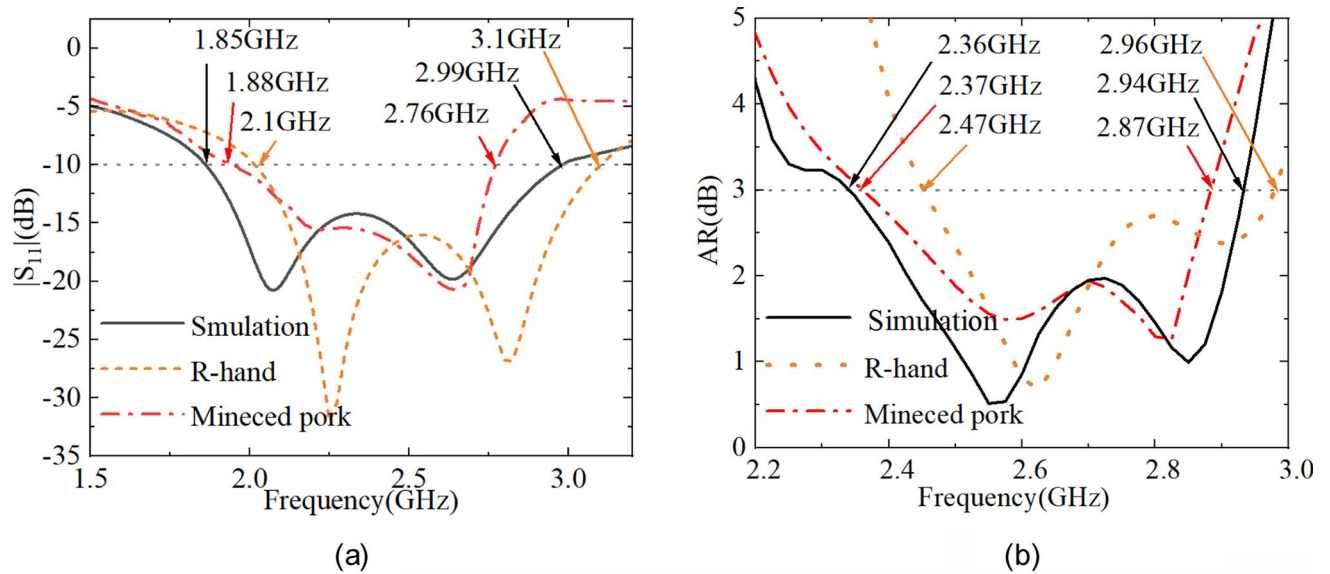 0
-5
-10
-15
-20
-25
-30
-35
|S11|(dB)
1.85GHz
1.88GHz
2.1GHz
3.1GHz
2.99GHz
2.76GHz
Smulation
R-hand
Mineced pork
1.5
2.0
2.5
3.0
Frequency(GHz)
(a)
5
4
3
2
1
0
AR(dB)
2.36GHz
2.37GHz
2.47GHz
2.96GHz
2.94GHz
2.87GHz
Simulation
R-hand
Mineced pork
2.2
2.4
2.6
2.8
3.0
Frequency(GHz)
(b)